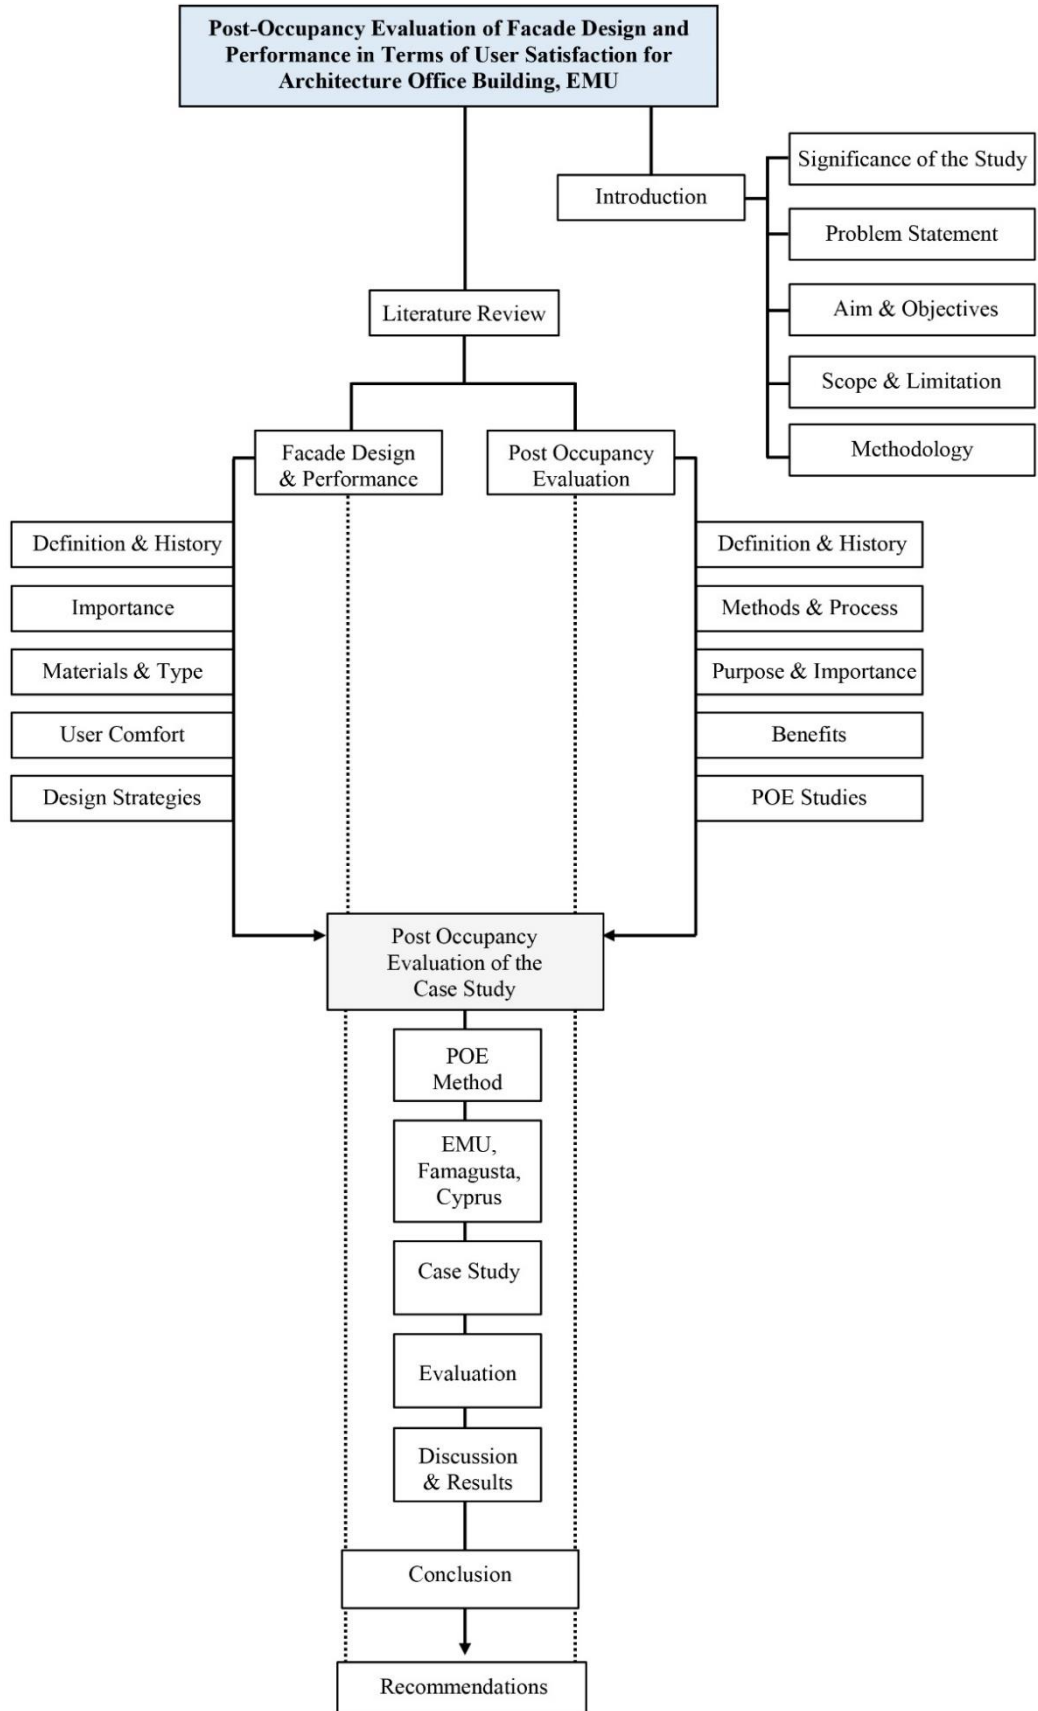 Post-Occupancy Evaluation of Facade Design and
Performance in Terms of User Satisfaction for
Architecture Office Building, EMU
Introduction
Significance of the Study
Problem Statement
Aim & Objectives
Scope & Limitation
Methodology
Literature Review
Facade Design
& Performance
Post Occupancy
Evaluation
Definition & History
Importance
Materials & Type
User Comfort
Design Strategies
Definition & History
Methods & Process
Purpose & Importance
Benefits
POE Studies
Post Occupancy
Evaluation of the
Case Study
POE
Method
EMU,
Famagusta,
Cyprus
Case Study
Evaluation
Discussion
& Results
Conclusion
Recommendations